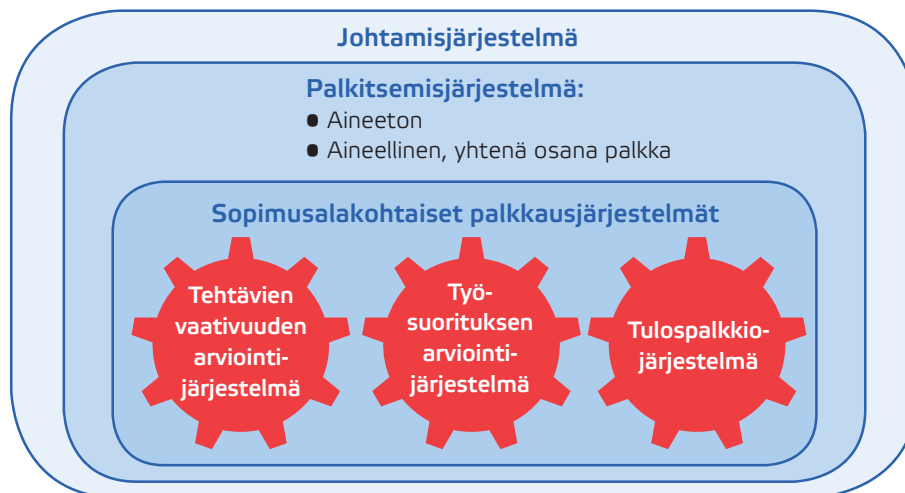 Johtamisjärjestelmä
Palkitsemisjärjestelmä:
● Aineeton
● Aineellinen, yhtenä osana palkka
Sopimusalakohtaiset palkkausjärjestelmät
Tehtävien
vaativuuden
arviointi-
järjestelmä
Työ-
suorituksen
arviointi-
järjestelmä
Tulospalkkio-
järjestelmä